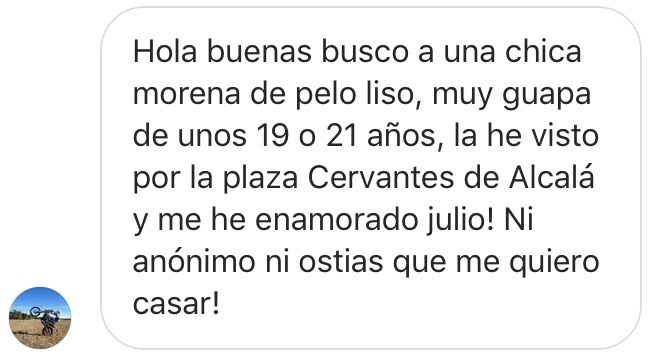 Hola buenas busco a una chica
morena de pelo liso, muy guapa
de unos 19 o 21 años, la he visto
por la plaza Cervantes de Alcalá
y me he enamorado julio! Ni
anónimo ni ostias que me quiero
casar!